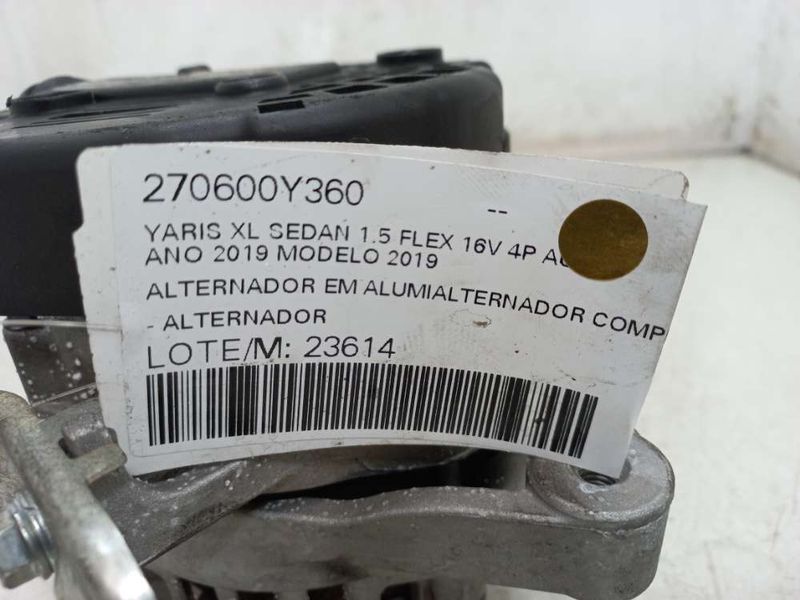 270600Y360
--
YARIS XL SEDAN 1.5 FLEX 16V 4P
ANO 2019 MODELO 2019
ALTERNADOR EM ALUMIALTERNADOR COMP
- ALTERNADOR
LOTE/M: 23614